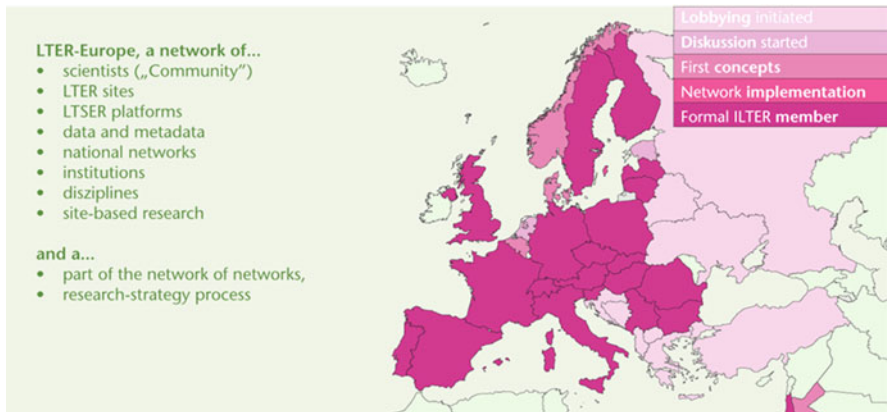 LTER-Europe, a network of...
• scientists („Community")
• LTER sites
• LTSER platforms
• data and metadata
• national networks
• institutions
• disziplines
• site-based research
and a...
• part of the network of networks,
• research-strategy process
Lobbying initiated
Diskussion started
First concepts
Network implementation
Formal ILTER member